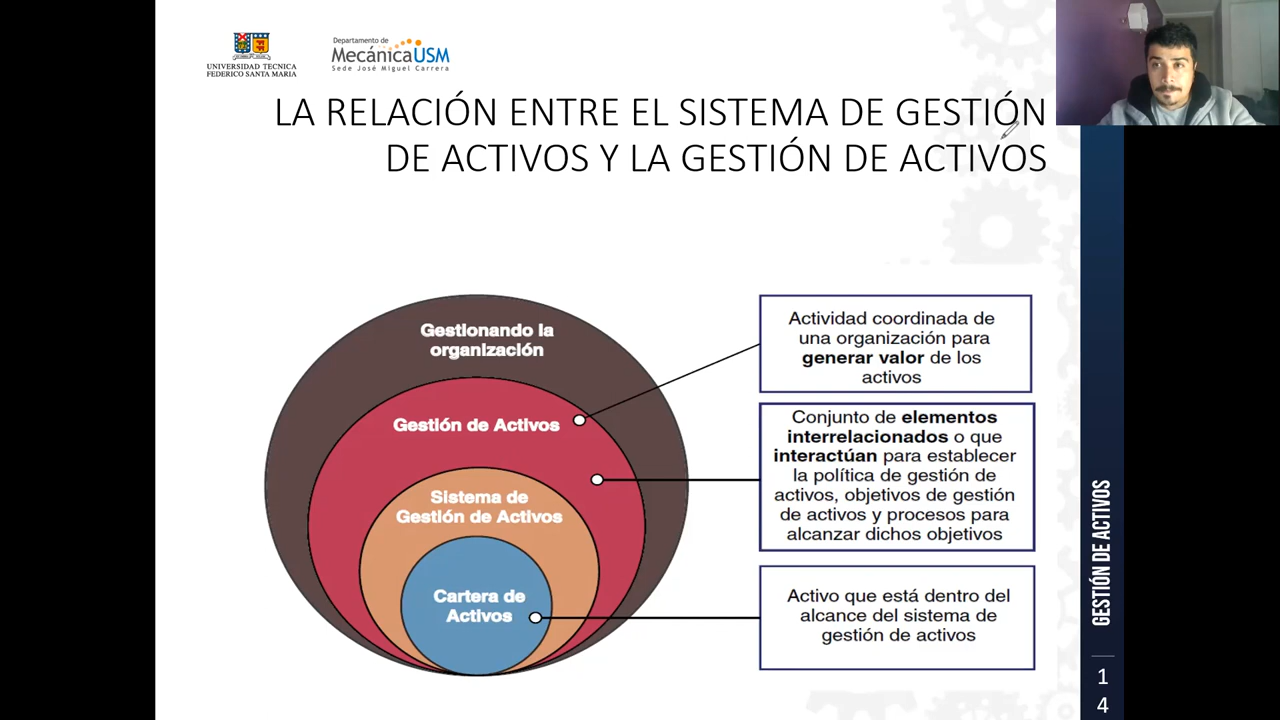 UNIVERSIDAD TECNICA
FEDERICO SANTA MARIA
Departamento de
MecánicaUSM
Sede José Miguel Carrera
LA RELACIÓN ENTRE EL SISTEMA DE GESTIÓN
DE ACTIVOS Y LA GESTIÓN DE ACTIVOS
Gestionando la
organización
Gestión de Activos
Sistema de
Gestión de Activos
Cartera de
Activos
Actividad coordinada de
una organización para
generar valor de los
activos
Conjunto de elementos
interrelacionados o que
interactúan para establecer
la política de gestión de
activos, objetivos de gestión
de activos y procesos para
alcanzar dichos objetivos
Activo que está dentro del
alcance del sistema de
gestión de activos
GESTIÓN DE ACTIVOS
1
4